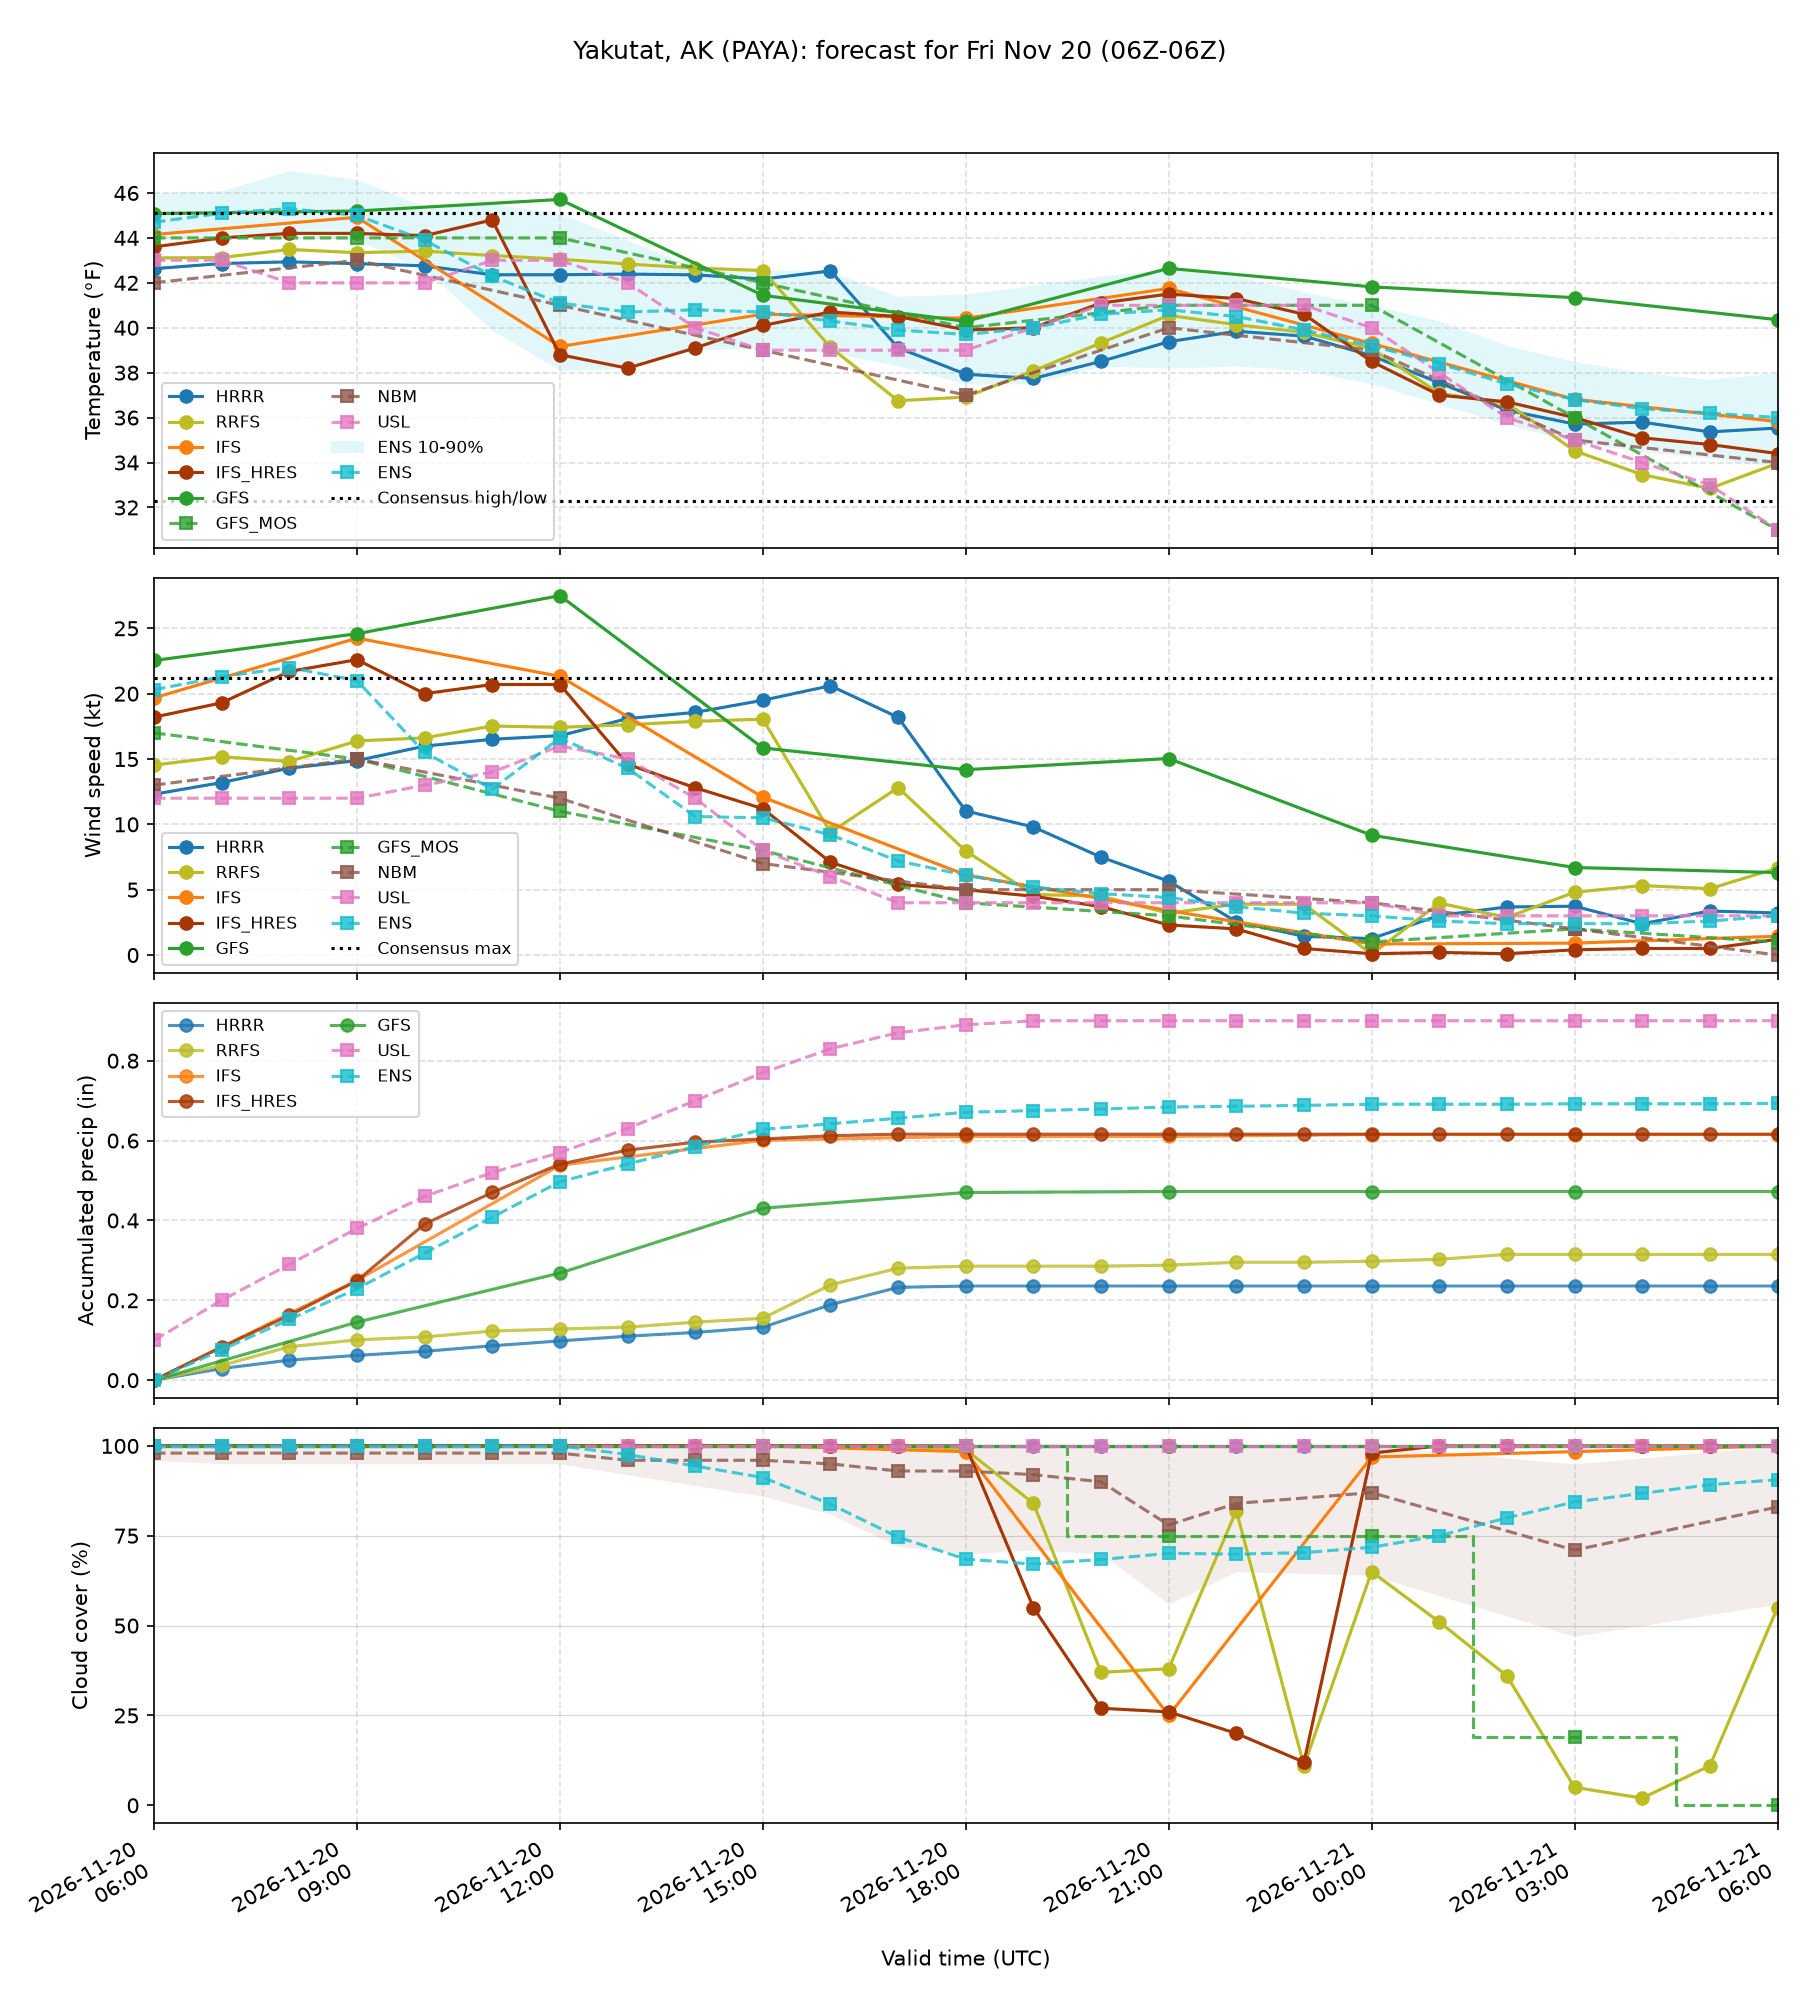 Yakutat, AK (PAYA): forecast for Fri Nov 20 (06Z-06Z)
Temperature (°F)
46
44
42
40
38
36
34
32
HRRR
RRFS
IFS
IFS_HRES
GFS
GFS_MOS
NBM
USL
ENS 10-90%
ENS
Consensus high/low
Wind speed (kt)
25
20
15
10
5
0
HRRR
RRFS
IFS
IFS_HRES
GFS
GFS_MOS
NBM
USL
ENS
Consensus max
Accumulated precip (in)
0.8
0.6
0.4
0.2
0.0
HRRR
RRFS
IFS
IFS_HRES
GFS
USL
ENS
Cloud cover (%)
100
75
50
25
0
2026-11-20
06:00
2026-11-20
09:00
2026-11-20
12:00
2026-11-20
15:00
2026-11-20
18:00
2026-11-20
21:00
2026-11-21
00:00
2026-11-21
03:00
2026-11-21
06:00
Valid time (UTC)